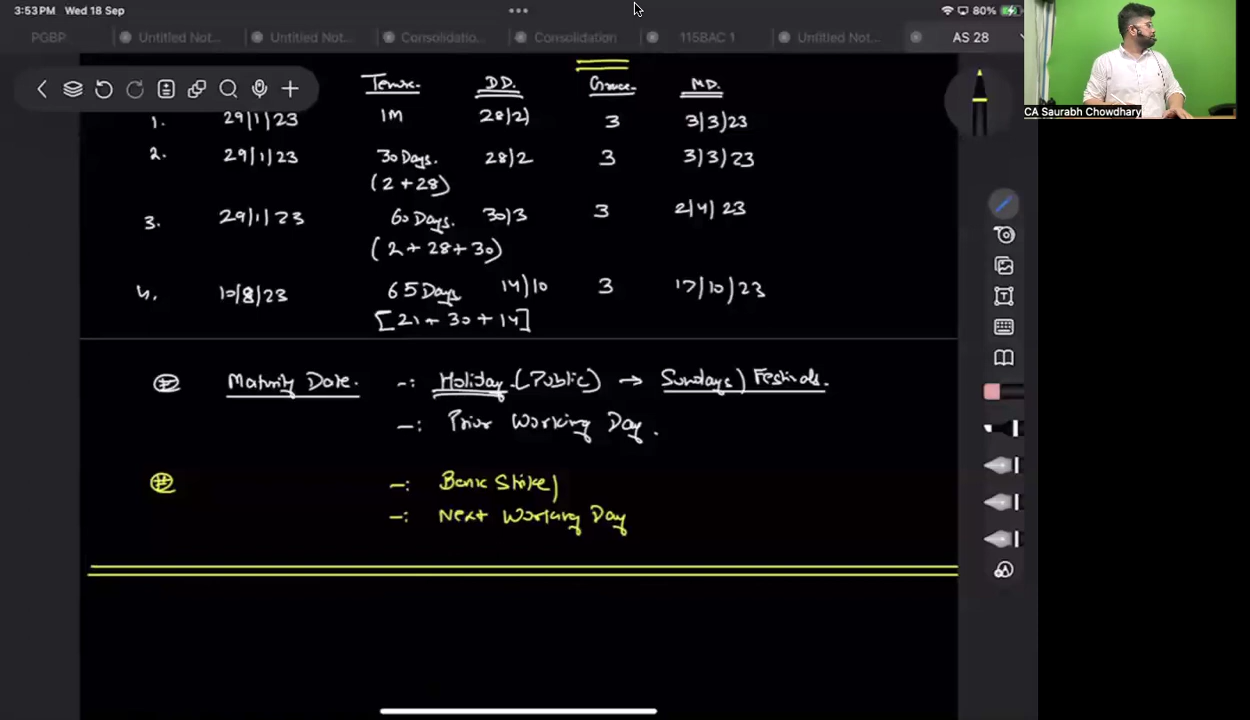 3:53 PM Wed 18 Sep
80%
PGBP
Untitled Not...
Untitled Not...
Consolidatio...
Consolidation
115BAC 1
Untitled Not...
AS 28
CA Saurabh Chowdhary
Tenure. DD. Grace. MD.
1. 29/1/23 1M 28/2) 3 3/3/23
2. 29/1/23 30 Days. 28/2 3 3/3/23
(2 + 28)
3. 29/1/23 60 Days. 30/3 3 2/4/23
(2 + 28 + 30)
4. 10/8/23 65 Days 14/10 3 17/10/23
[21 + 30 + 14]
# Maturity Date. -: Holiday (Public) → Sundays / Festivals.
-: Prior Working Day.
# -: Bank Strike /
-: Next Working Day